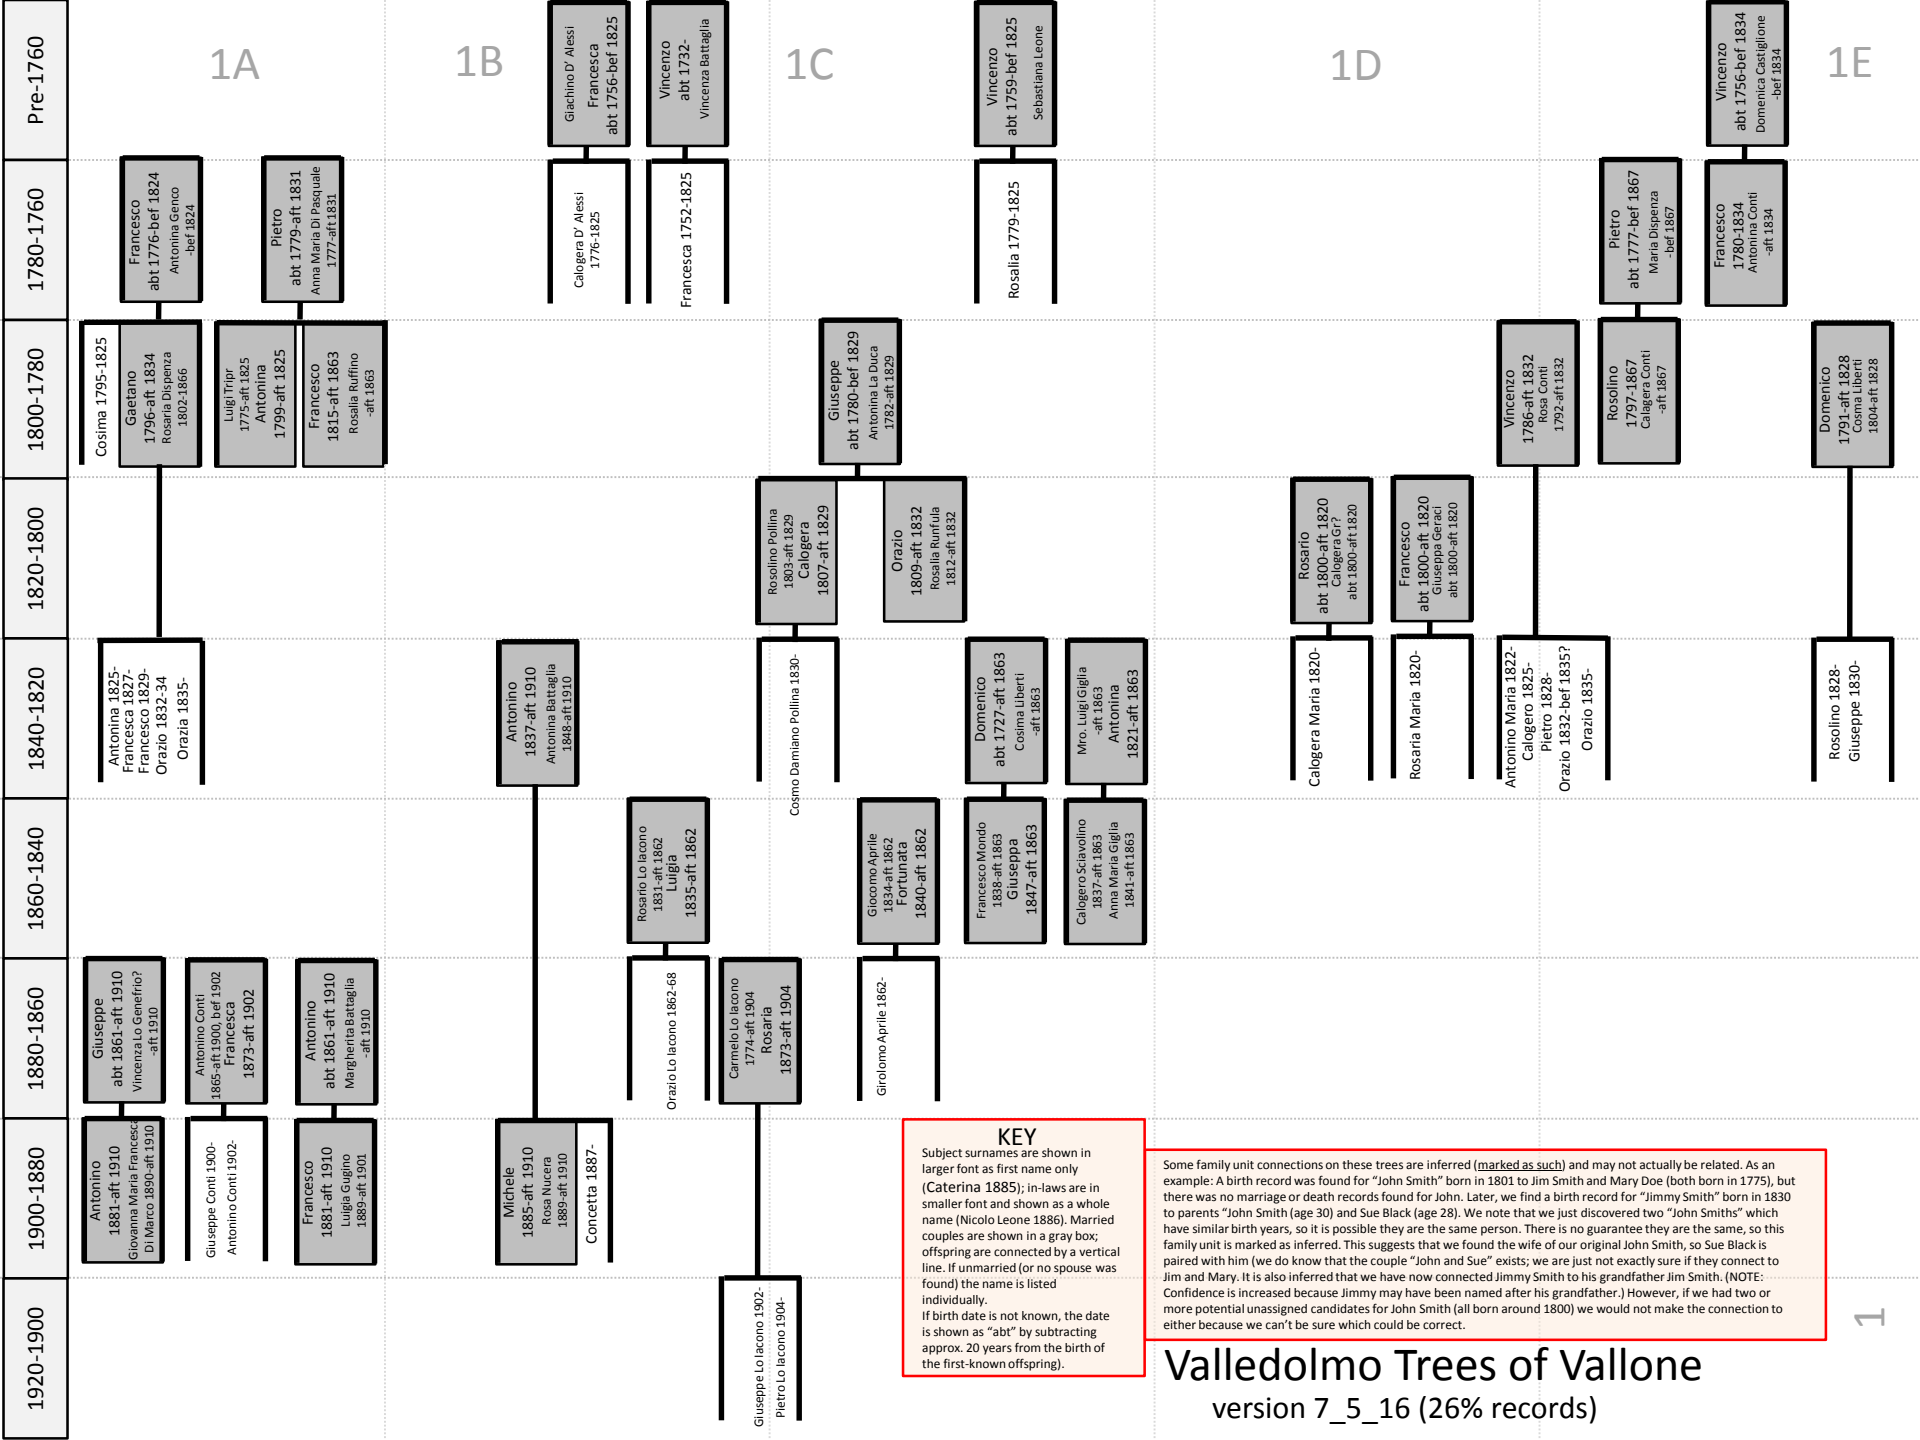 Pre-1760
1780-1760
1800-1780
1820-1800
1840-1820
1860-1840
1880-1860
1900-1880
1920-1900
1A
1B
1C
1D
1E
Giachino D' Alessi
Francesca
abt 1756-bef 1825
Vincenzo
abt 1732-
Vincenza Battaglia
Vincenzo
abt 1759-bef 1825
Sebastiana Leone
Vincenzo
abt 1756-bef 1834
Domenica Castiglione
-bef 1834
Francesco
abt 1776-bef 1824
Antonina Genco
-bef 1824
Pietro
abt 1779-aft 1831
Anna Maria Di Pasquale
1777-aft 1831
Calogera D' Alessi
1776-1825
Francesca 1752-1825
Rosalia 1779-1825
Pietro
abt 1777-bef 1867
Maria Dispenza
-bef 1867
Francesco
1780-1834
Antonina Conti
-aft 1834
Cosima 1795-1825
Gaetano
1796-aft 1834
Rosaria Dispenza
1802-1866
Luigi Tripr
1775-aft 1825
Antonina
1799-aft 1825
Francesco
1815-aft 1863
Rosalia Ruffino
-aft 1863
Giuseppe
abt 1780-bef 1829
Antonina La Duca
1782-aft 1829
Vincenzo
1786-aft 1832
Rosa Conti
1792-aft 1832
Rosolino
1797-1867
Calagera Conti
-aft 1867
Domenico
1791-aft 1828
Cosma Liberti
1804-aft 1828
Rosolino Pollina
1803-aft 1829
Calogera
1807-aft 1829
Orazio
1809-aft 1832
Rosalia Runfula
1812-aft 1832
Rosario
abt 1800-aft 1820
Calogera Gr?
abt 1800-aft 1820
Francesco
abt 1800-aft 1820
Giuseppa Geraci
abt 1800-aft 1820
Antonina 1825-
Francesca 1827-
Francesco 1829-
Orazio 1832-34
Orazia 1835-
Antonino
1837-aft 1910
Antonina Battaglia
1848-aft 1910
Cosmo Damiano Pollina 1830-
Domenico
abt 1727-aft 1863
Cosima Liberti
-aft 1863
Mro. Luigi Giglia
-aft 1863
Antonina
1821-aft 1863
Calogera Maria 1820-
Rosaria Maria 1820-
Antonino Maria 1822-
Calogero 1825-
Pietro 1828-
Orazio 1832-bef 1835?
Orazio 1835-
Rosolino 1828-
Giuseppe 1830-
Rosario Lo Iacono
1831-aft 1862
Luigia
1835-aft 1862
Giocomo Aprile
1834-aft 1862
Fortunata
1840-aft 1862
Francesco Mondo
1838-aft 1863
Giuseppa
1847-aft 1863
Calogero Sciavolino
1837-aft 1863
Anna Maria Giglia
1841-aft 1863
Giuseppe
abt 1861-aft 1910
Vincenza Lo Genefrio?
-aft 1910
Antonino Conti
1865-aft 1900, bef 1902
Francesca
1873-aft 1902
Antonino
abt 1861-aft 1910
Margherita Battaglia
-aft 1910
Orazio Lo Iacono 1862-68
Carmelo Lo Iacono
1774-aft 1904
Rosaria
1873-aft 1904
Girolomo Aprile 1862-
Antonino
1881-aft 1910
Giovanna Maria Francesca
Di Marco 1890-aft 1910
Giuseppe Conti 1900-
Antonino Conti 1902-
Francesco
1881-aft 1910
Luigia Gugino
1889-aft 1901
Michele
1885-aft 1910
Rosa Nucera
1889-aft 1910
Concetta 1887-
Giuseppe Lo Iacono 1902-
Pietro Lo Iacono 1904-
KEY
Subject surnames are shown in
larger font as first name only
(Caterina 1885); in-laws are in
smaller font and shown as a whole
name (Nicolo Leone 1886). Married
couples are shown in a gray box;
offspring are connected by a vertical
line. If unmarried (or no spouse was
found) the name is listed
individually.
If birth date is not known, the date
is shown as "abt" by subtracting
approx. 20 years from the birth of
the first-known offspring).
Some family unit connections on these trees are inferred (marked as such) and may not actually be related. As an
example: A birth record was found for "John Smith" born in 1801 to Jim Smith and Mary Doe (both born in 1775), but
there was no marriage or death records found for John. Later, we find a birth record for "Jimmy Smith" born in 1830
to parents "John Smith (age 30) and Sue Black (age 28). We note that we just discovered two "John Smiths" which
have similar birth years, so it is possible they are the same person. There is no guarantee they are the same, so this
family unit is marked as inferred. This suggests that we found the wife of our original John Smith, so Sue Black is
paired with him (we do know that the couple "John and Sue" exists; we are just not exactly sure if they connect to
Jim and Mary. It is also inferred that we have now connected Jimmy Smith to his grandfather Jim Smith. (NOTE:
Confidence is increased because Jimmy may have been named after his grandfather.) However, if we had two or
more potential unassigned candidates for John Smith (all born around 1800) we would not make the connection to
either because we can't be sure which could be correct.
1
Valledolmo Trees of Vallone
version 7_5_16 (26% records)